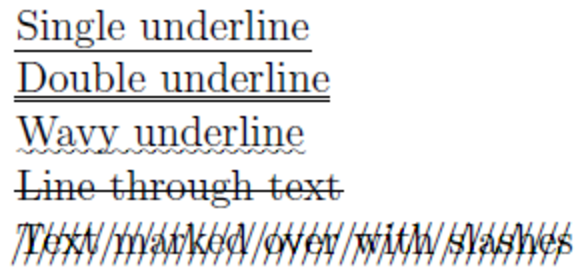 Single underline
Double underline
Wavy underline
Line through text
Text marked over with slashes